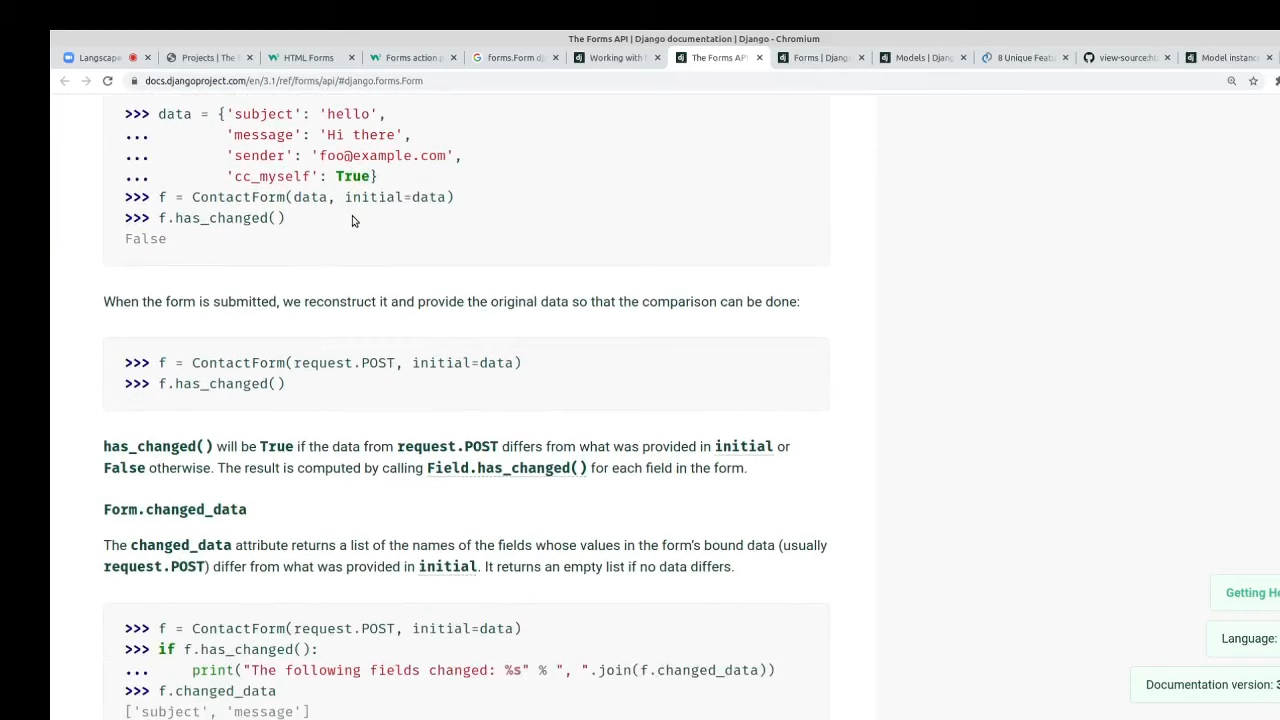 The Forms API | Django documentation | Django - Chromium
Langscape
Projects | The
HTML Forms
Forms action
forms.Form dj
Working with
The Forms API
Forms | Django
Models | Djang
8 Unique Featu
view-source:ht
Model instanc
docs.djangoproject.com/en/3.1/ref/forms/api/#django.forms.Form
>>> data = {'subject': 'hello',
... 'message': 'Hi there',
... 'sender': 'foo@example.com',
... 'cc_myself': True}
>>> f = ContactForm(data, initial=data)
>>> f.has_changed()
False
When the form is submitted, we reconstruct it and provide the original data so that the comparison can be done:
>>> f = ContactForm(request.POST, initial=data)
>>> f.has_changed()
has_changed() will be True if the data from request.POST differs from what was provided in initial or
False otherwise. The result is computed by calling Field.has_changed() for each field in the form.
Form.changed_data
The changed_data attribute returns a list of the names of the fields whose values in the form's bound data (usually
request.POST) differ from what was provided in initial. It returns an empty list if no data differs.
>>> f = ContactForm(request.POST, initial=data)
>>> if f.has_changed():
... print("The following fields changed: %s" % ", ".join(f.changed_data))
>>> f.changed_data
['subject', 'message']
Getting He
Language:
Documentation version: 3